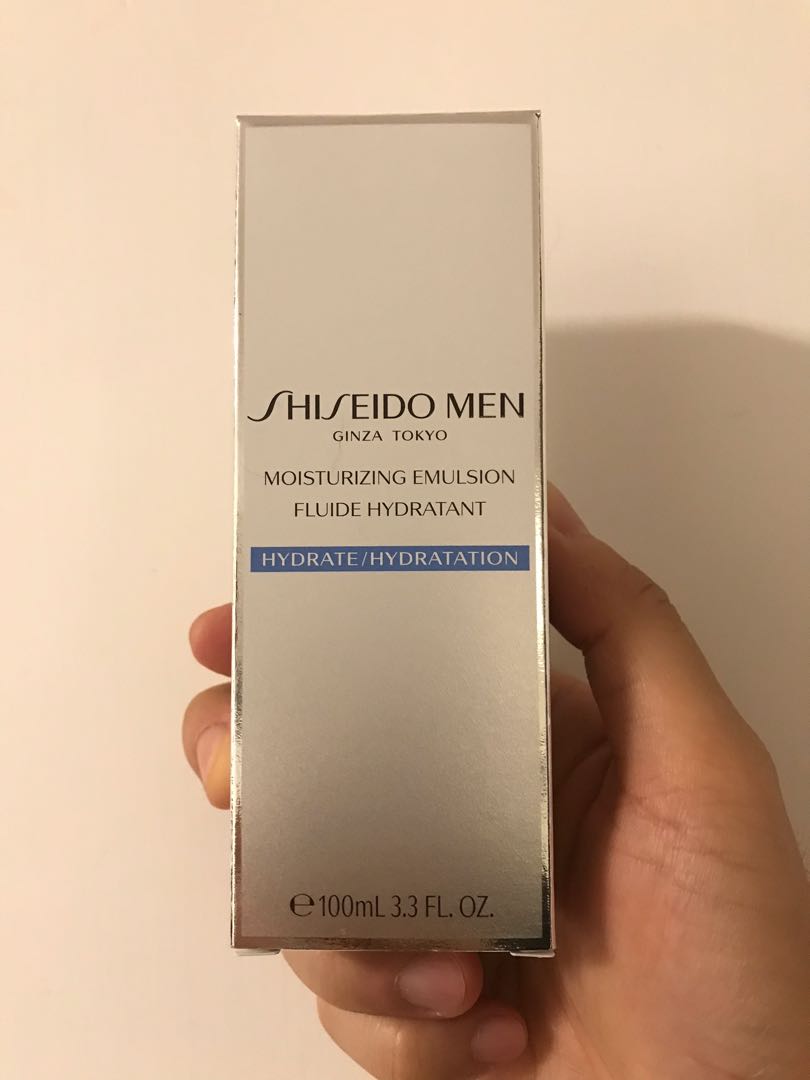 SHISEIDO MEN
GINZA TOKYO
MOISTURIZING EMULSION
FLUIDE HYDRATANT
HYDRATE/HYDRATATION
℮100mL 3.3 FL. OZ.